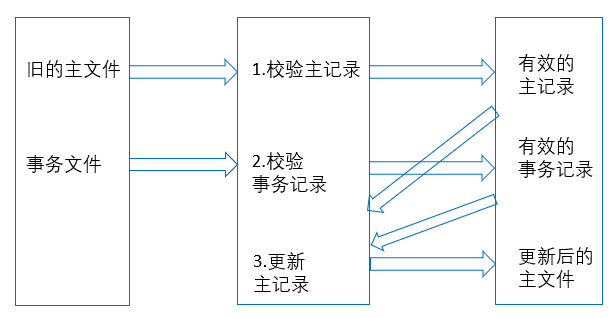 旧的主文件
事务文件
1.校验主记录
2.校验
事务记录
3.更新
主记录
有效的
主记录
有效的
事务记录
更新后的
主文件